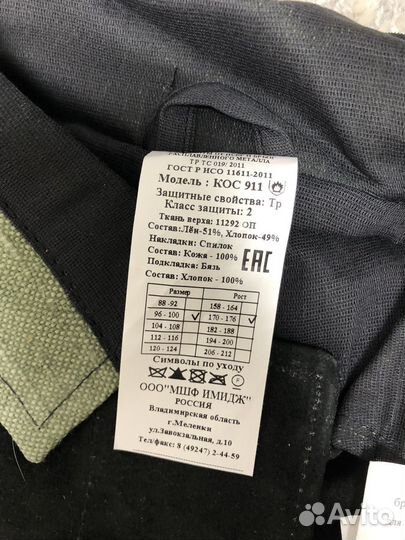 РАСПЛАВЛЕННОГО МЕТАЛЛА
ТР ТС 019/ 2011
ГОСТ Р ИСО 11611-2011
Модель : КОС 911
Защитные свойства: Тр
Класс защиты: 2
Ткань верха: 11292 ОП
Состав:Лён-51%, Хлопок-49%
Накладки: Спилок
Состав: Кожа - 100%
Подкладка: Бязь
Состав: Хлопок - 100%
ЕАС
Размер Рост
88 -92 158 - 164
96 - 100 170 - 176
104 - 108 182 - 188
112 - 116 194 - 200
120 - 124 206 - 212
Символы по уходу
ООО"МШФ ИМИДЖ"
РОССИЯ
Владимирская область
г.Меленки
ул.Вокзальная, д.10
Тел/факс: 8 (49247) 2-44-59
бр
Avito